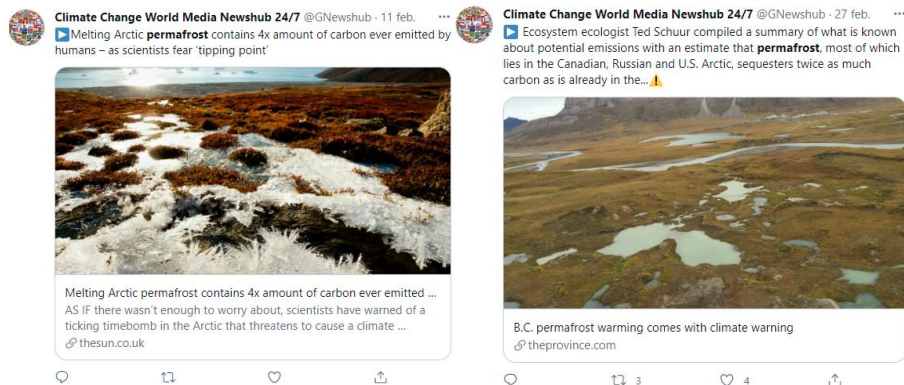 Climate Change World Media Newshub 24/7 @GNewshub · 11 feb.
Melting Arctic permafrost contains 4x amount of carbon ever emitted by
humans – as scientists fear ‘tipping point’
Melting Arctic permafrost contains 4x amount of carbon ever emitted ...
AS IF there wasn't enough to worry about, scientists have warned of a
ticking timebomb in the Arctic that threatens to cause a climate ...
thesun.co.uk
Climate Change World Media Newshub 24/7 @GNewshub · 27 feb.
Ecosystem ecologist Ted Schuur compiled a summary of what is known
about potential emissions with an estimate that permafrost, most of which
lies in the Canadian, Russian and U.S. Arctic, sequesters twice as much
carbon as is already in the...
B.C. permafrost warming comes with climate warning
theprovince.com
3 4